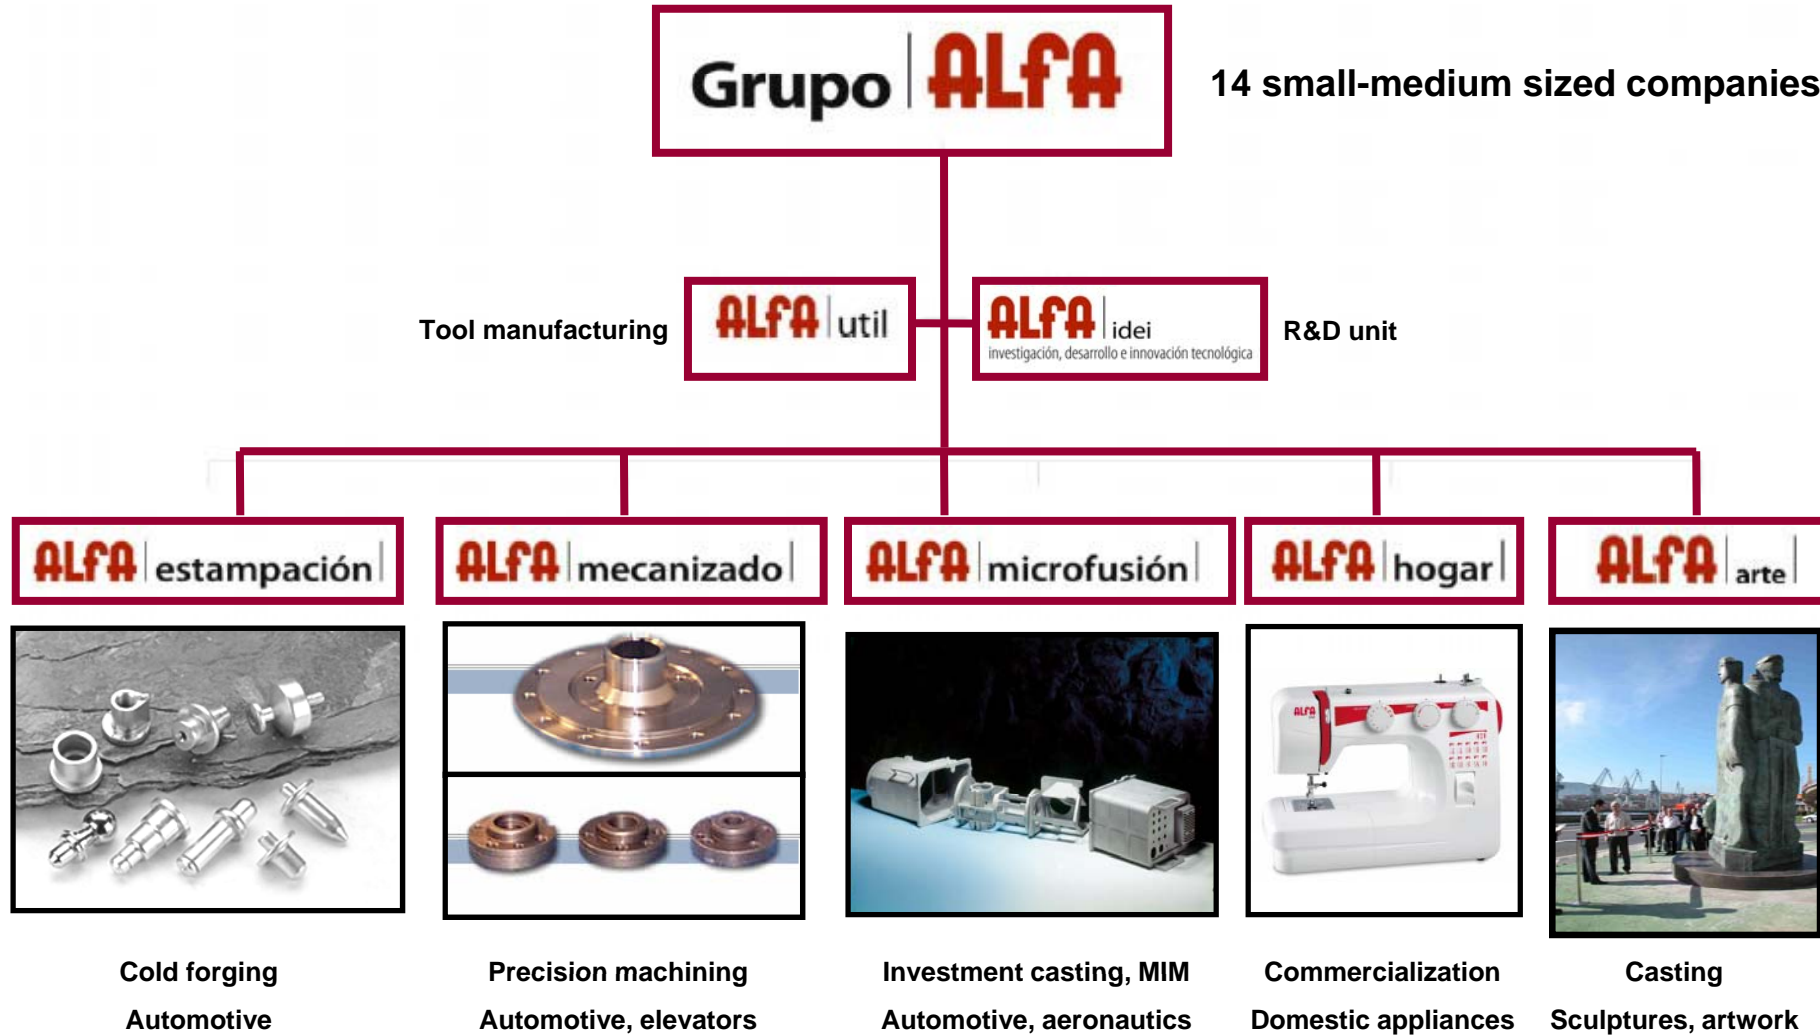 Grupo ALFA
14 small-medium sized companies
Tool manufacturing
ALFA util
ALFA idei
investigación, desarrollo e innovación tecnológica
R&D unit
ALFA estampación
ALFA mecanizado
ALFA microfusión
ALFA hogar
ALFA arte
ALFA
Cold forging
Automotive
Precision machining
Automotive, elevators
Investment casting, MIM
Automotive, aeronautics
Commercialization
Domestic appliances
Casting
Sculptures, artwork